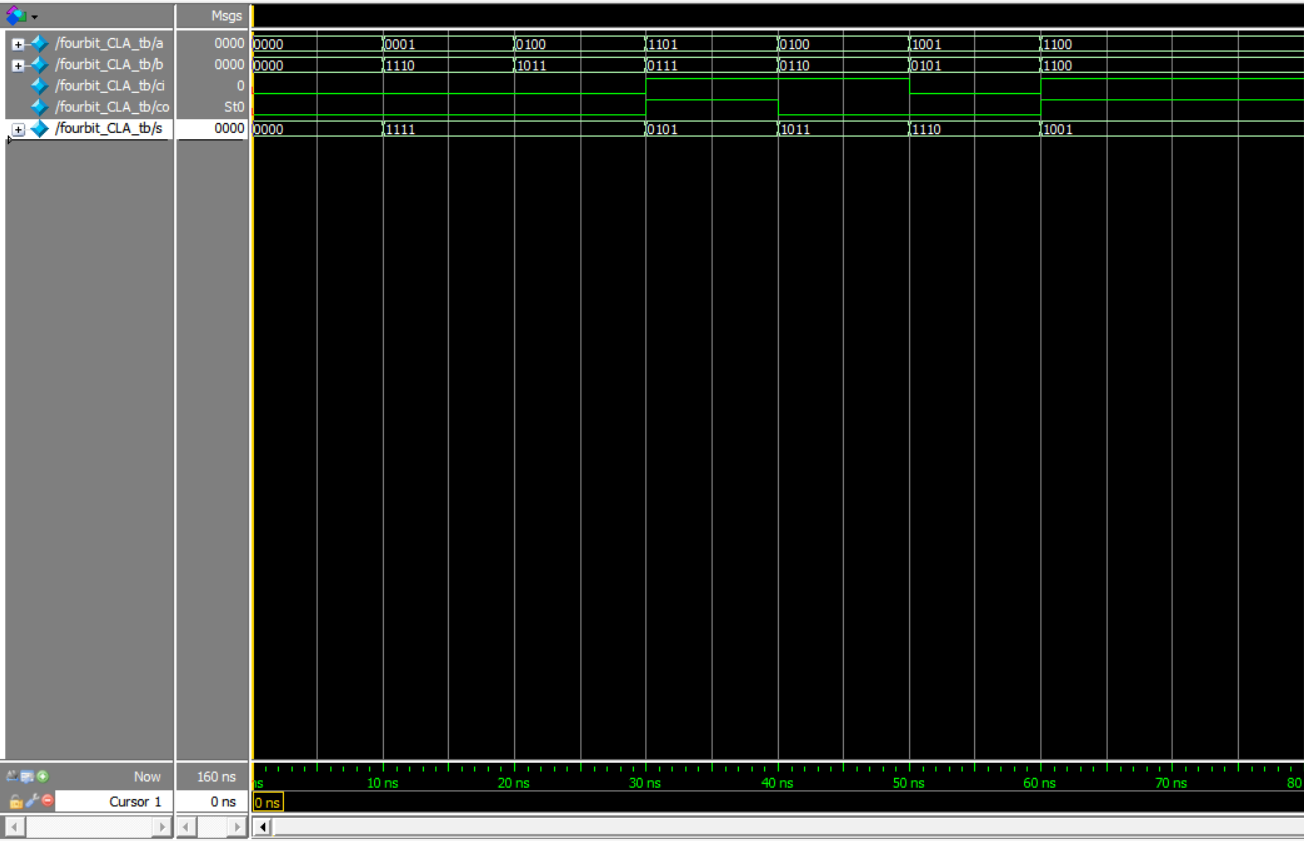 Msgs
/fourbit_CLA_tb/a 0000 0000 0001 0100 1101 0100 1001 1100
/fourbit_CLA_tb/b 0000 0000 1110 1011 0111 0110 0101 1100
/fourbit_CLA_tb/ci 0
/fourbit_CLA_tb/co St0
/fourbit_CLA_tb/s 0000 0000 1111 0101 1011 1110 1001
Now 160 ns ns 10 ns 20 ns 30 ns 40 ns 50 ns 60 ns 70 ns 80
Cursor 1 0 ns 0 ns